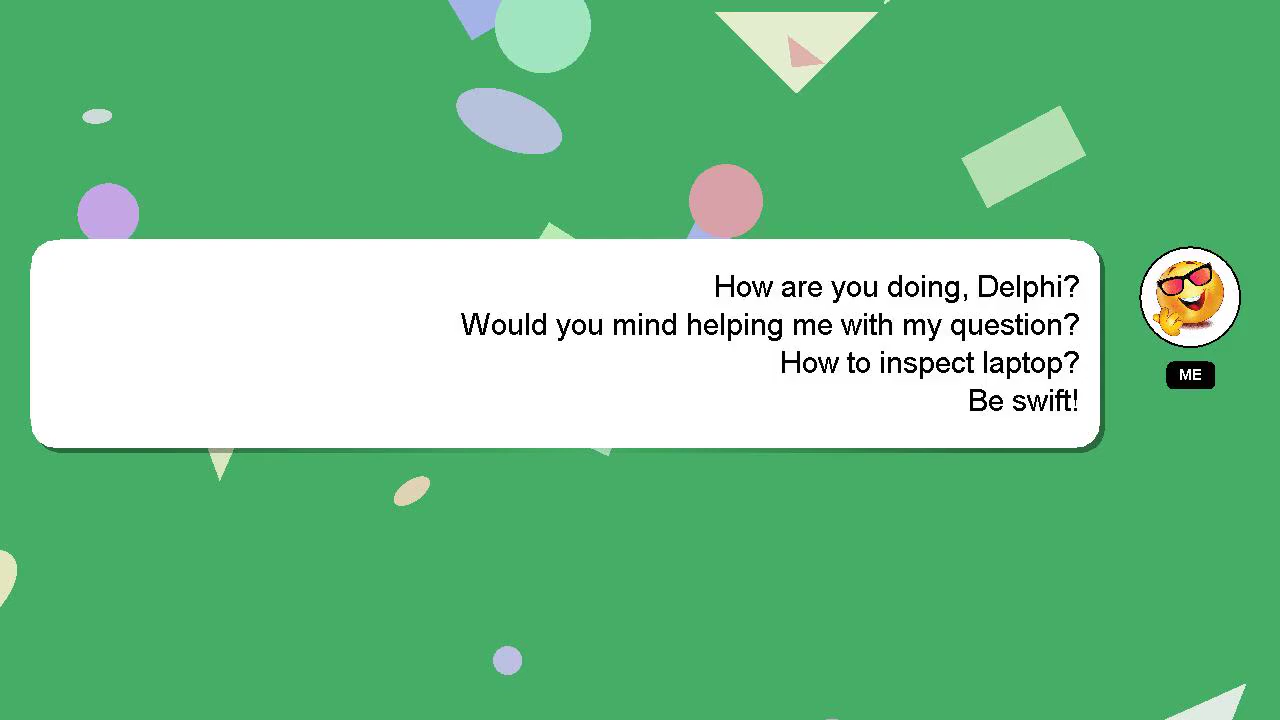 How are you doing, Delphi?
Would you mind helping me with my question?
How to inspect laptop?
Be swift!
ME